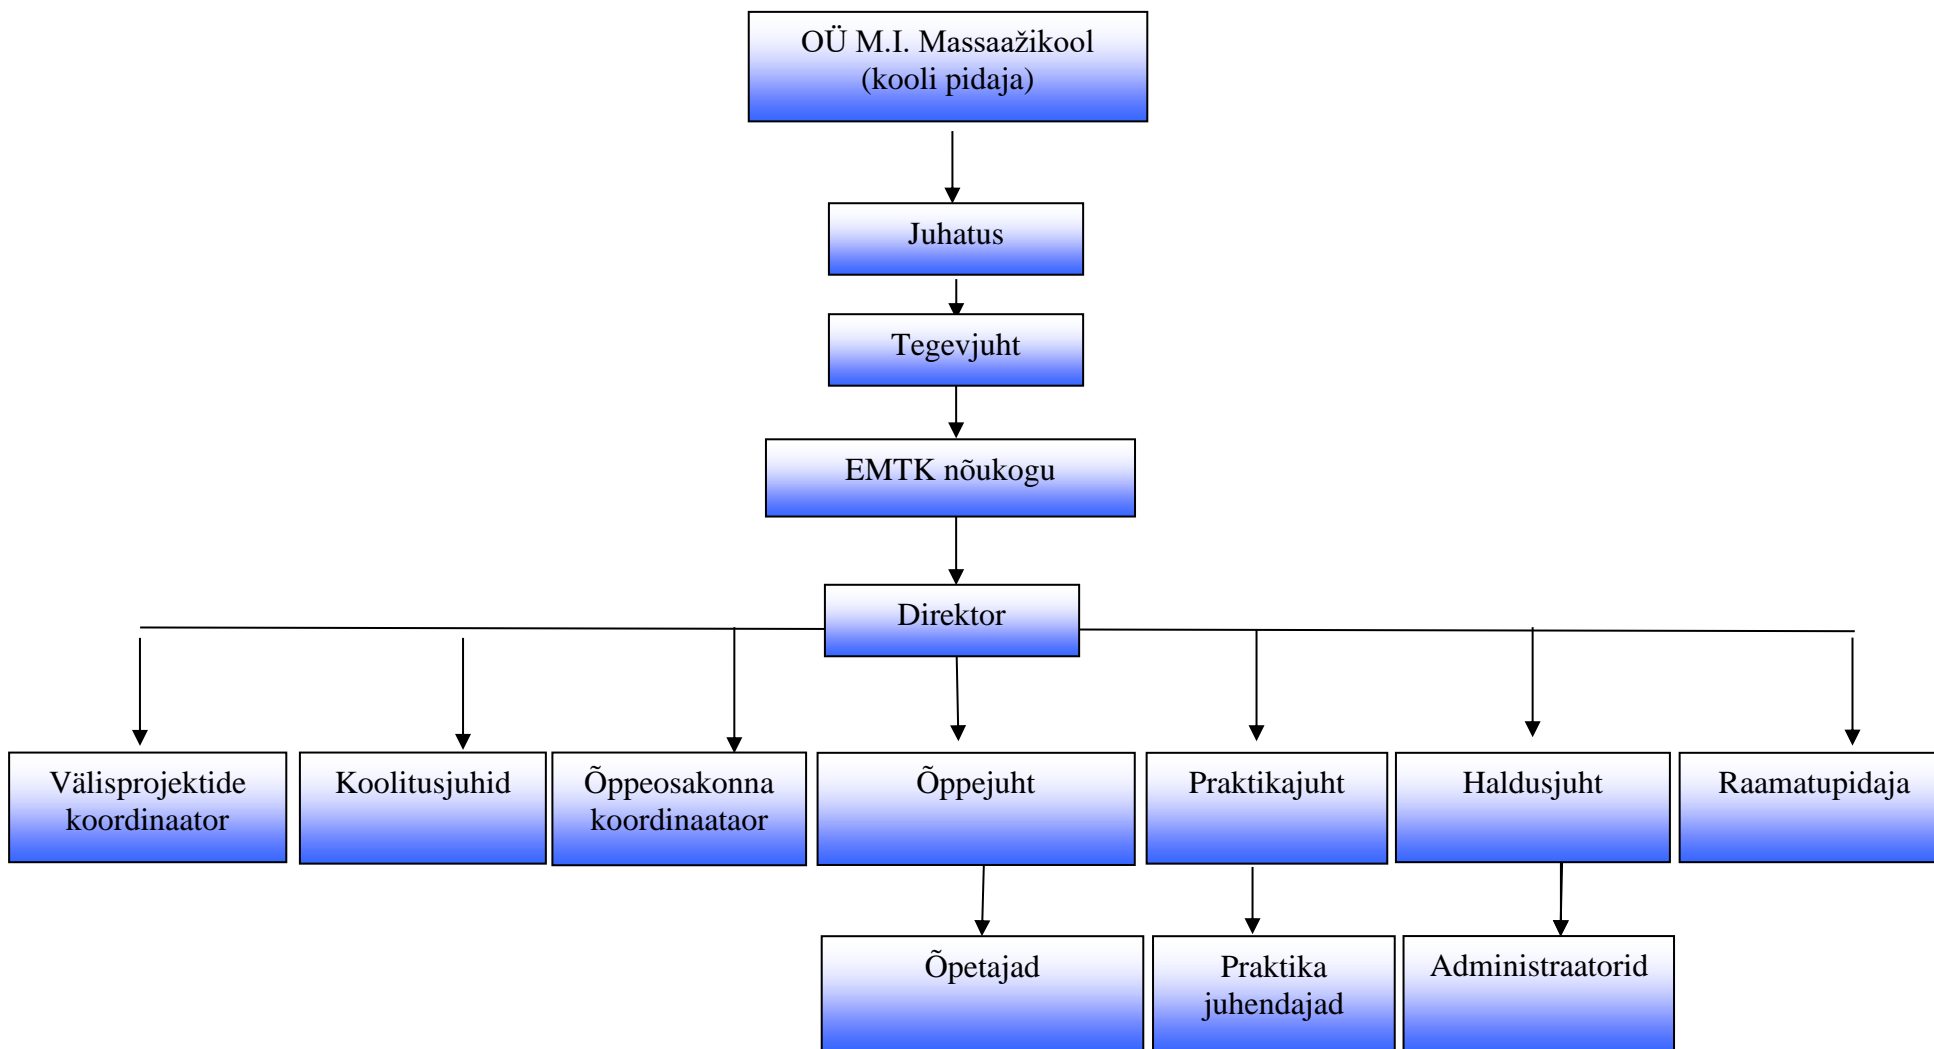 OÜ M.I. Massaažikool
(kooli pidaja)
Juhatus
Tegevjuht
EMTK nõukogu
Direktor
Välisprojektide
koordinaator
Koolitusjuhid
Õppeosakonna
koordinaataor
Õppejuht
Praktikajuht
Haldusjuht
Raamatupidaja
Õpetajad
Praktika
juhendajad
Administraatorid